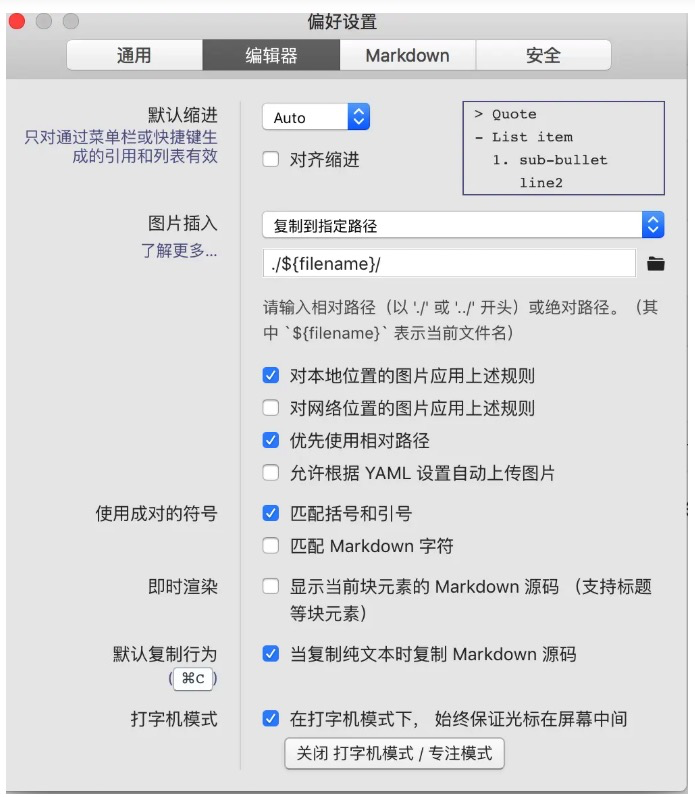 偏好设置
通用 编辑器 Markdown 安全
默认缩进
只对通过菜单栏或快捷键生
成的引用和列表有效
Auto
对齐缩进
> Quote
- List item
1. sub-bullet
line2
图片插入
了解更多...
复制到指定路径
./${filename}/
请输入相对路径（以 './' 或 '../' 开头）或绝对路径。（其
中 `${filename}` 表示当前文件名）
对本地位置的图片应用上述规则
对网络位置的图片应用上述规则
优先使用相对路径
允许根据 YAML 设置自动上传图片
使用成对的符号
匹配括号和引号
匹配 Markdown 字符
即时渲染
显示当前块元素的 Markdown 源码 （支持标题
等块元素）
默认复制行为
(⌘C)
当复制纯文本时复制 Markdown 源码
打字机模式
在打字机模式下， 始终保证光标在屏幕中间
关闭 打字机模式 / 专注模式